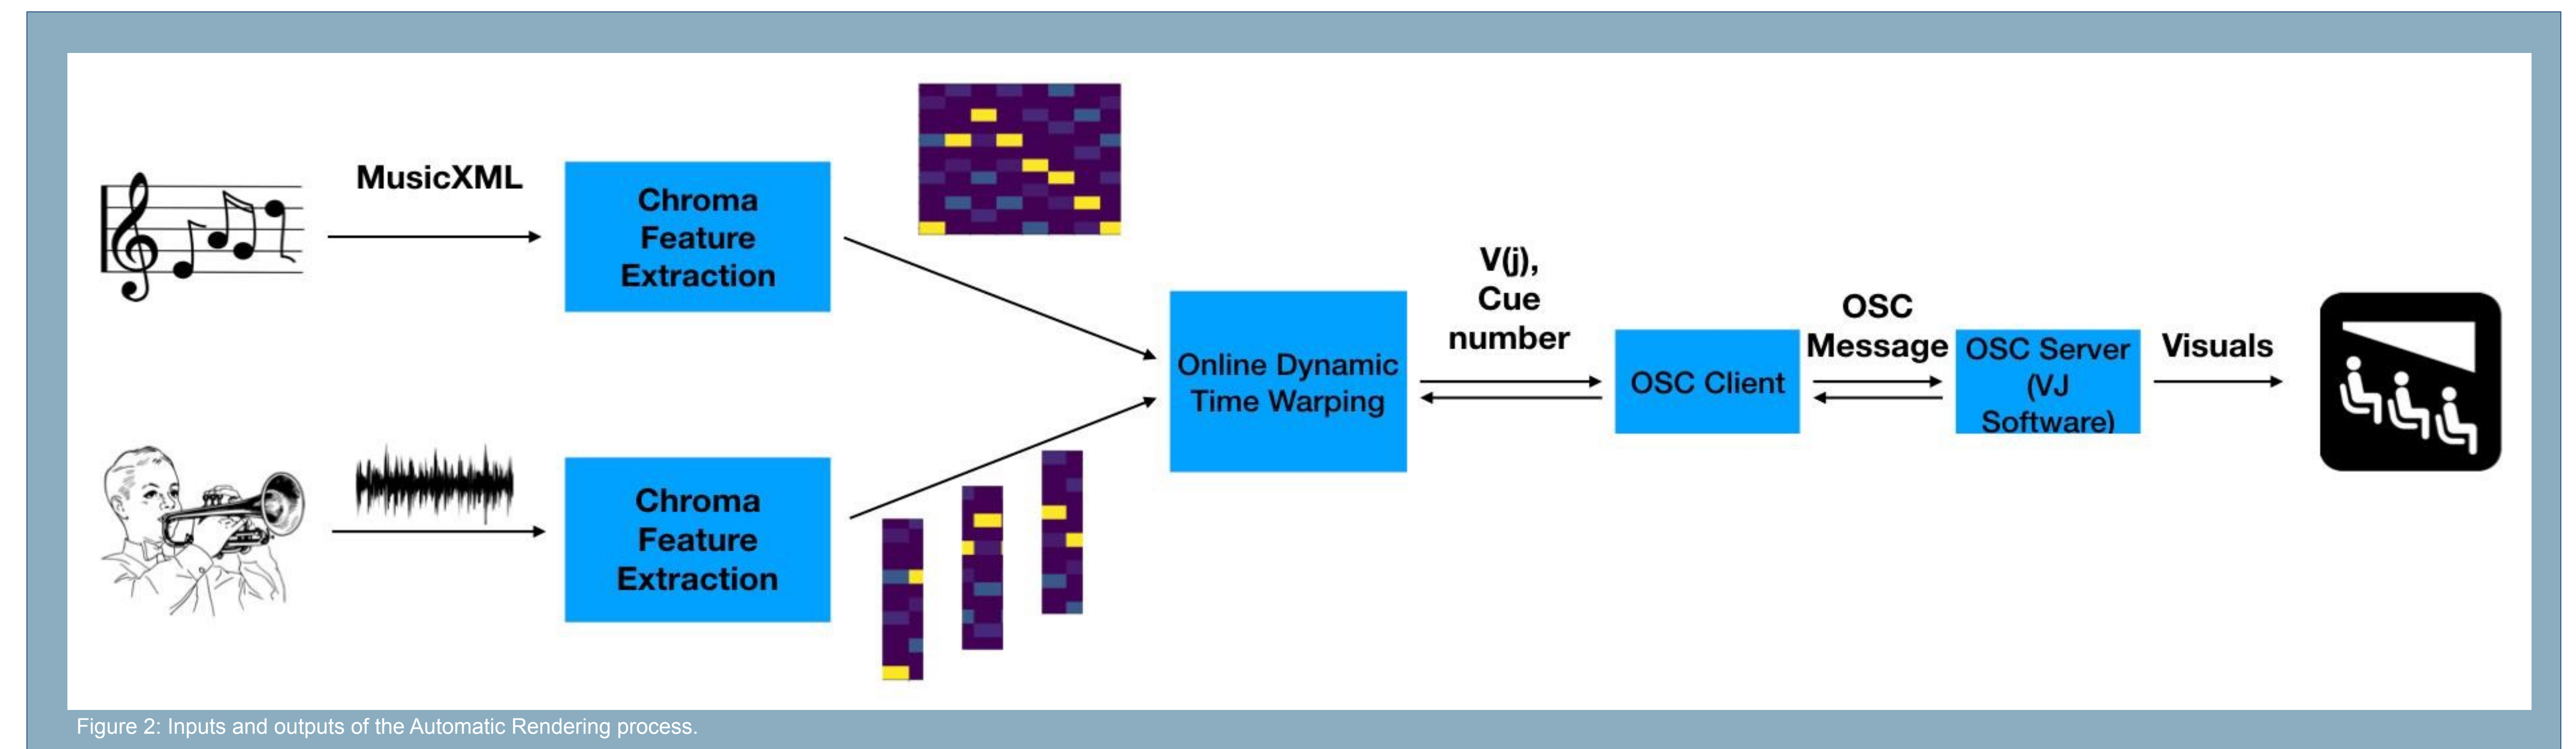 MusicXML
Chroma
Feature
Extraction
Chroma
Feature
Extraction
Online Dynamic
Time Warping
V(j),
Cue
number
OSC Client
OSC
Message
OSC Server
(VJ
Software)
Visuals
Figure 2: Inputs and outputs of the Automatic Rendering process.